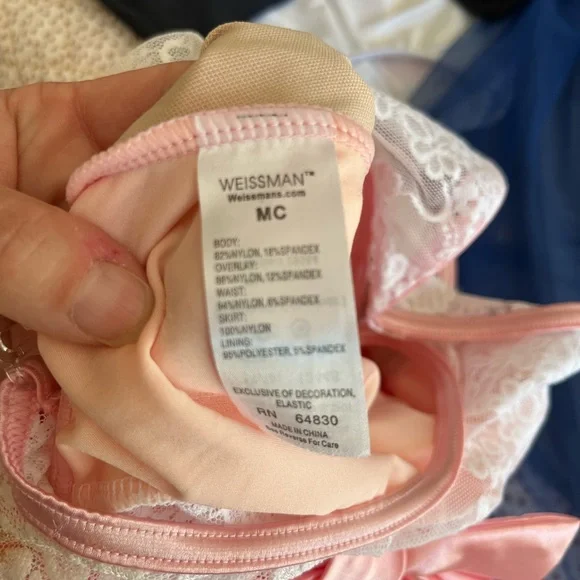 WEISSMAN™
Weissmans.com
MC
BODY:
82%NYLON, 18%SPANDEX
OVERLAY:
88%NYLON, 12%SPANDEX
WAIST:
94%NYLON, 6%SPANDEX
SKIRT:
100%NYLON
LINING:
95%POLYESTER, 5%SPANDEX
EXCLUSIVE OF DECORATION,
ELASTIC
RN 64830
MADE IN CHINA
See Reverse For Care